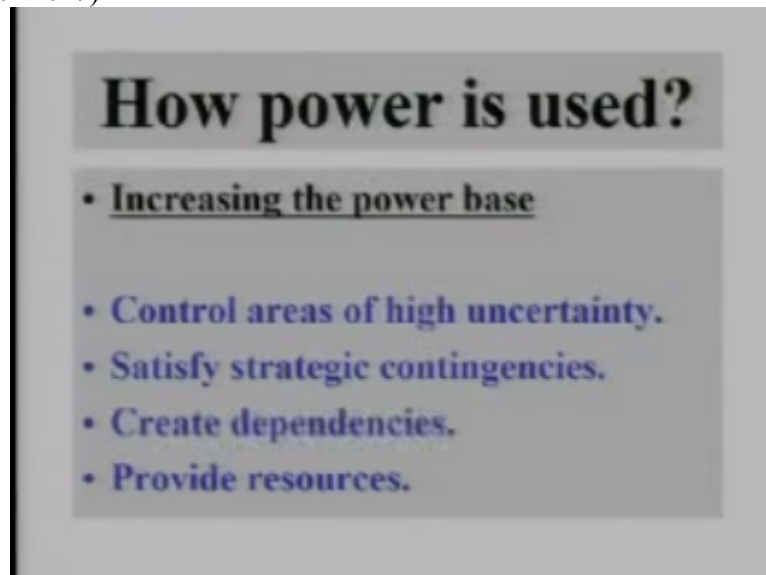 How power is used?
• Increasing the power base
• Control areas of high uncertainty.
• Satisfy strategic contingencies.
• Create dependencies.
• Provide resources.